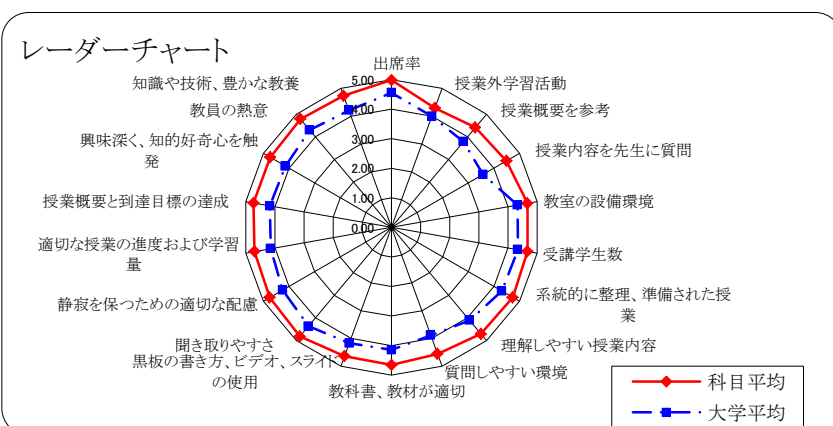 レーダーチャート
出席率
授業外学習活動
授業概要を参考
授業内容を先生に質問
教室の設備環境
受講学生数
系統的に整理、準備された授
業
理解しやすい授業内容
質問しやすい環境
教科書、教材が適切
黒板の書き方、ビデオ、スライド
の使用
聞き取りやすさ
静寂を保つための適切な配慮
適切な授業の進度および学習
量
授業概要と到達目標の達成
興味深く、知的好奇心を触
発
教員の熱意
知識や技術、豊かな教養
5.00
4.00
3.00
2.00
1.00
0.00
科目平均
大学平均